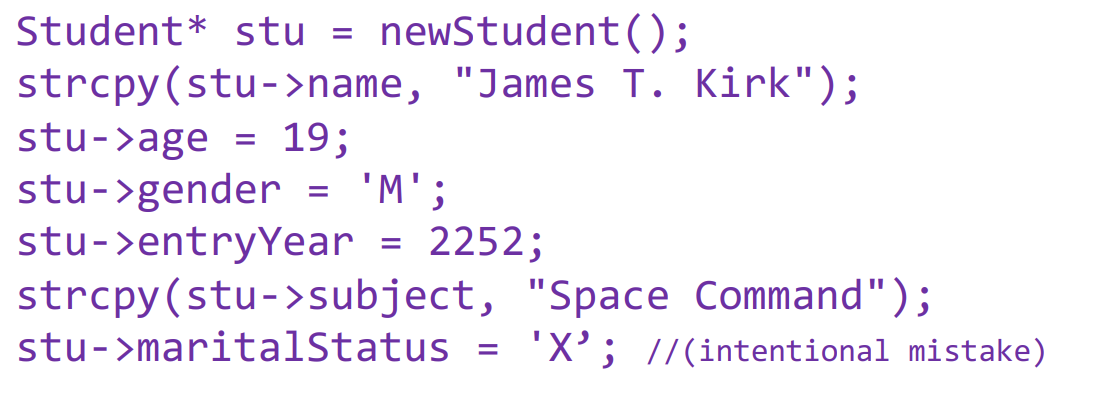 Student* stu = newStudent();
strcpy(stu->name, "James T. Kirk");
stu->age = 19;
stu->gender = 'M';
stu->entryYear = 2252;
strcpy(stu->subject, "Space Command");
stu->maritalStatus = 'X’; //(intentional mistake)